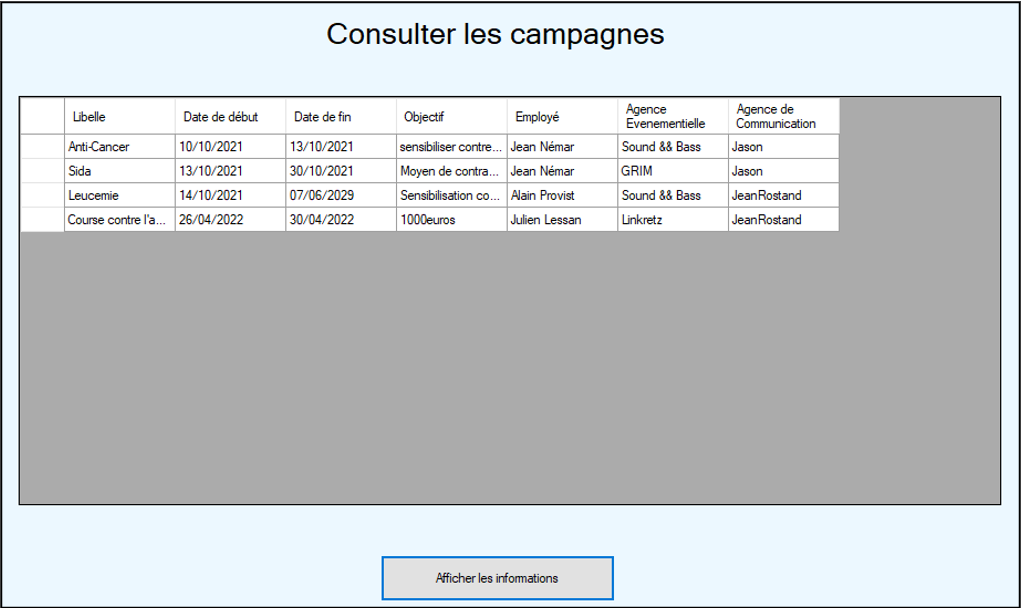 Consulter les campagnes
Libelle Date de début Date de fin Objectif Employé Agence Evenementielle Agence de Communication
Anti-Cancer 10/10/2021 13/10/2021 sensibiliser contre... Jean Némar Sound && Bass Jason
Sida 13/10/2021 30/10/2021 Moyen de contra... Jean Némar GRIM Jason
Leucemie 14/10/2021 07/06/2029 Sensibilisation co... Alain Provist Sound && Bass JeanRostand
Course contre l'a... 26/04/2022 30/04/2022 1000euros Julien Lessan Linkretz JeanRostand
Afficher les informations